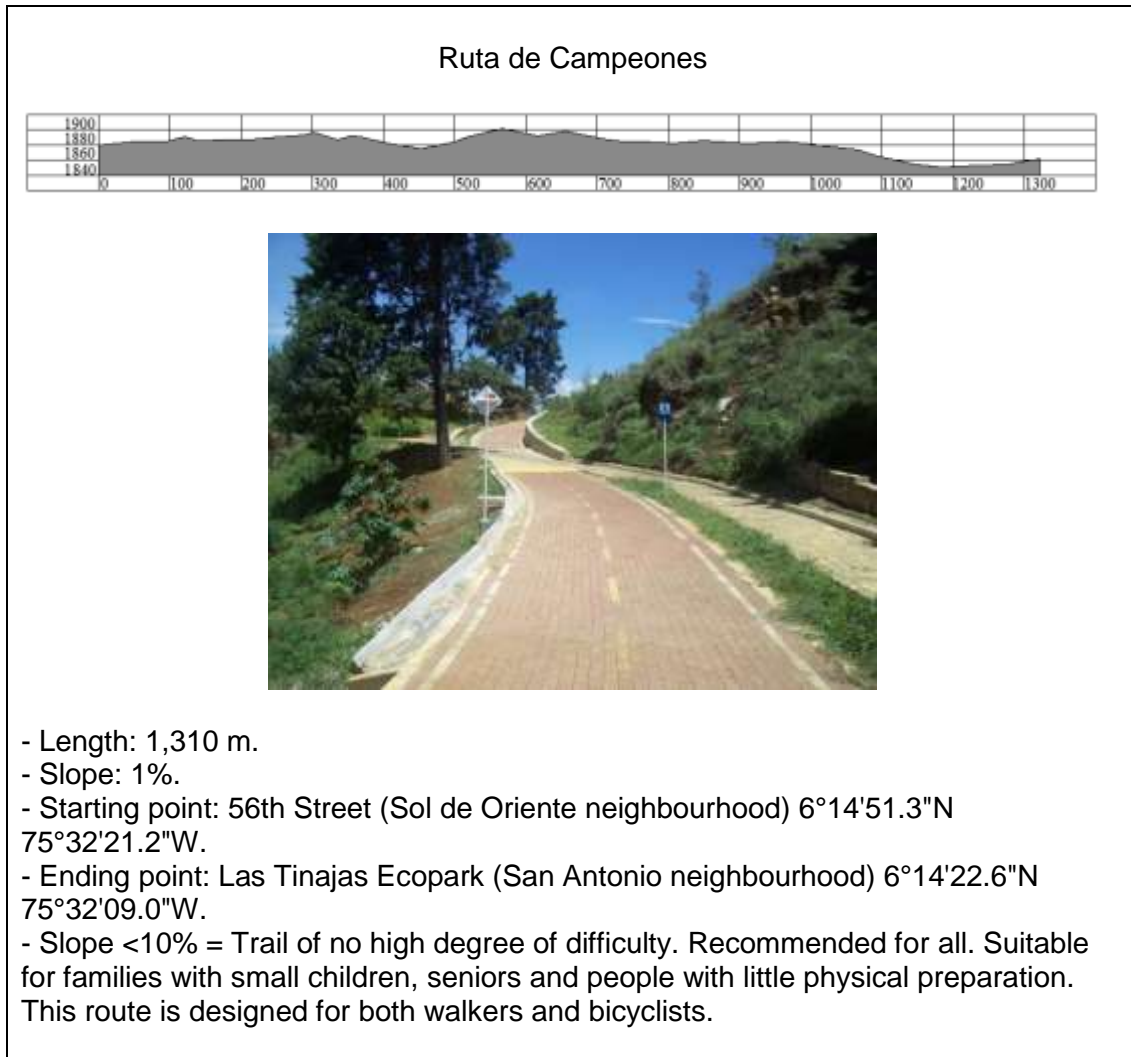 Ruta de Campeones
1900
1880
1860
1840
0 100 200 300 400 500 600 700 800 900 1000 1100 1200 1300
- Length: 1,310 m.
- Slope: 1%.
- Starting point: 56th Street (Sol de Oriente neighbourhood) 6°14'51.3"N
75°32'21.2"W.
- Ending point: Las Tinajas Ecopark (San Antonio neighbourhood) 6°14'22.6"N
75°32'09.0"W.
- Slope <10% = Trail of no high degree of difficulty. Recommended for all. Suitable
for families with small children, seniors and people with little physical preparation.
This route is designed for both walkers and bicyclists.